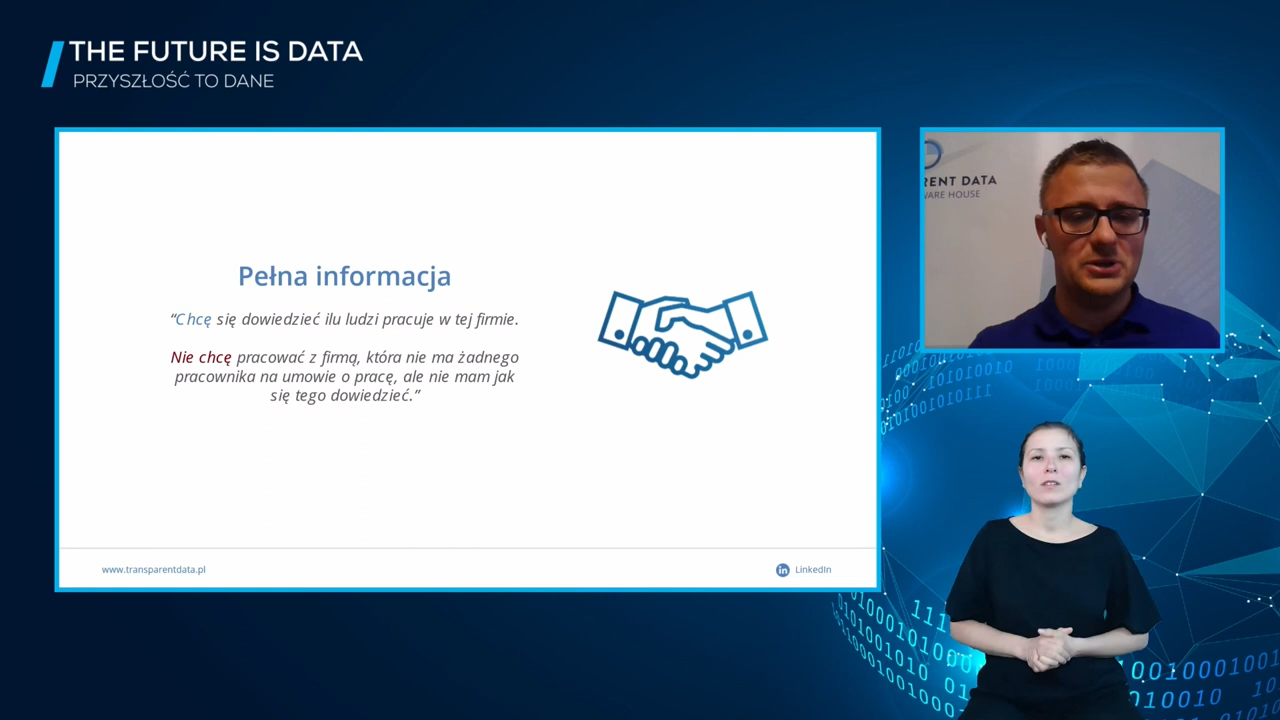 THE FUTURE IS DATA
PRZYSZŁOŚĆ TO DANE
RENT DATA
WARE HOUSE
Pełna informacja
“Chcę się dowiedzieć ilu ludzi pracuje w tej firmie.
Nie chcę pracować z firmą, która nie ma żadnego
pracownika na umowie o pracę, ale nie mam jak
się tego dowiedzieć.”
www.transparentdata.pl
in LinkedIn